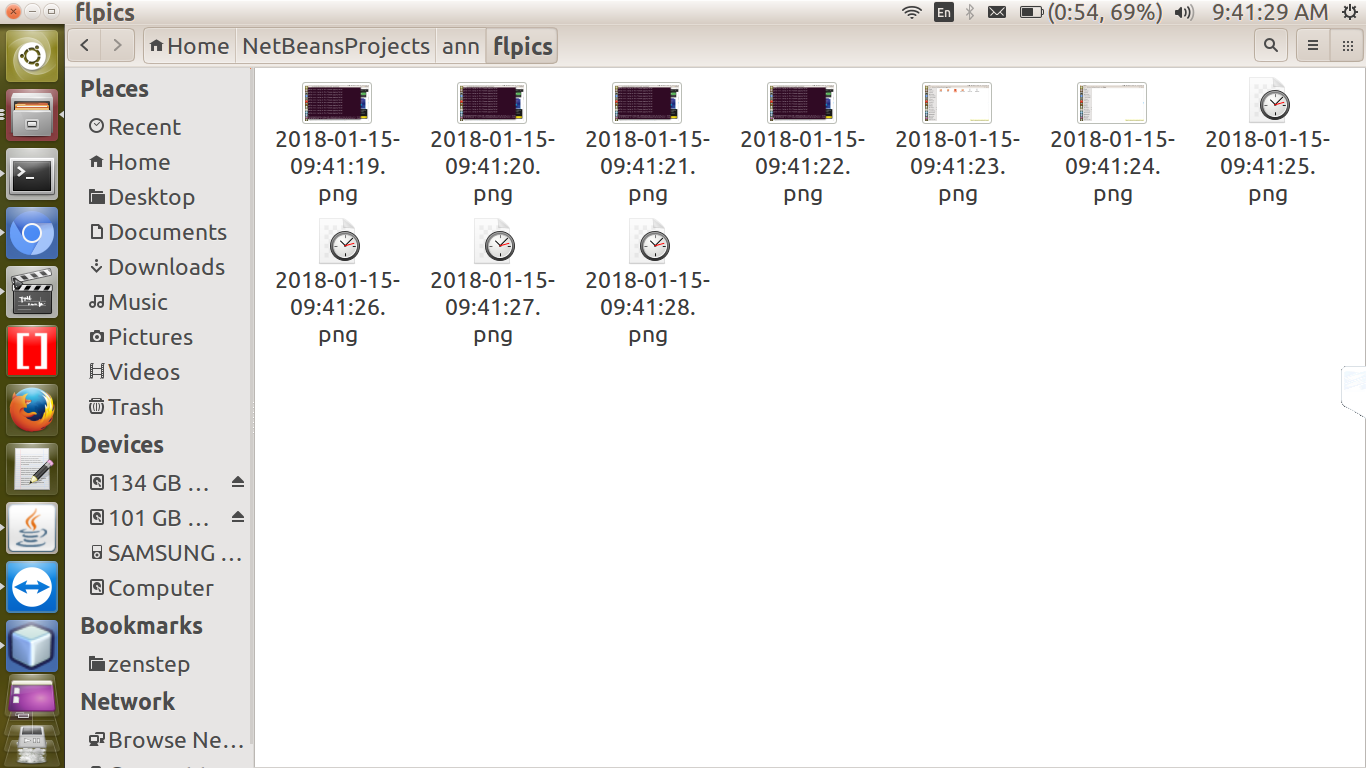 flpics
En
(0:54, 69%)
9:41:29 AM
Home
NetBeansProjects
ann
flpics
Places
Recent
Home
Desktop
Documents
Downloads
Music
Pictures
Videos
Trash
Devices
134 GB ...
101 GB ...
SAMSUNG ...
Computer
Bookmarks
zenstep
Network
Browse Ne...
2018-01-15-
09:41:19.
png
2018-01-15-
09:41:20.
png
2018-01-15-
09:41:21.
png
2018-01-15-
09:41:22.
png
2018-01-15-
09:41:23.
png
2018-01-15-
09:41:24.
png
2018-01-15-
09:41:25.
png
2018-01-15-
09:41:26.
png
2018-01-15-
09:41:27.
png
2018-01-15-
09:41:28.
png